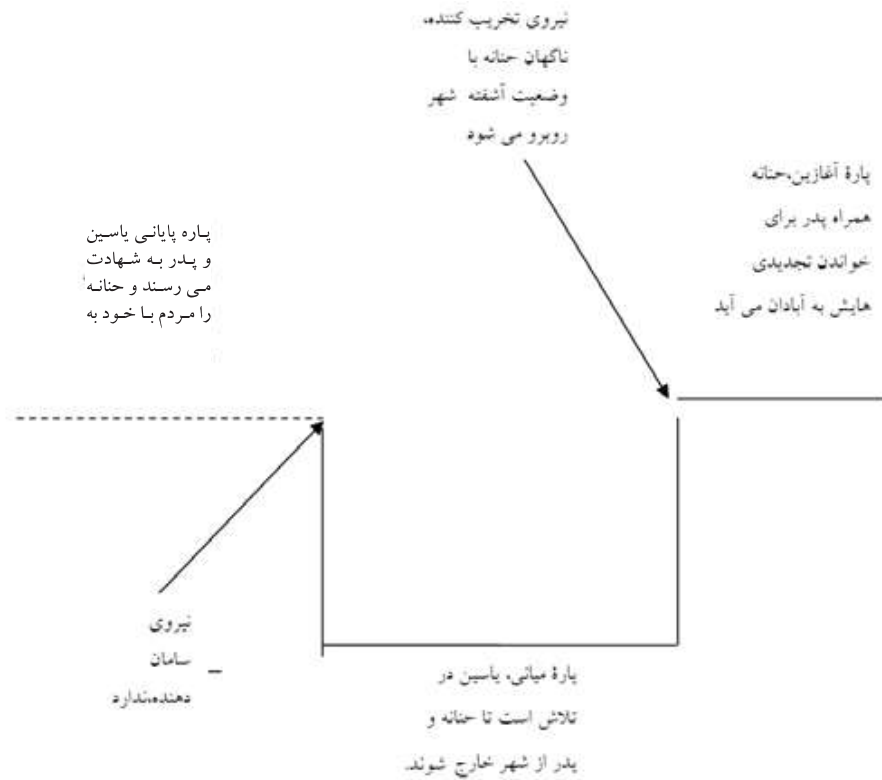 نیروی تخریب کننده،
ناگهان حنانه با
وضعیت آشفته شهر
روبرو می شود
پارۀ آغازین،حنانه
همراه پدر برای
خواندن تجدیدی
هایش به آبادان می آید
پاره پایانی یاسین
و پدر به شهادت
می رسند و حنانه
را مردم با خود به
نیروی
سامان
دهنده،ندارد
پارۀ میانی، یاسین در
تلاش است تا حنانه و
پدر از شهر خارج شوند.